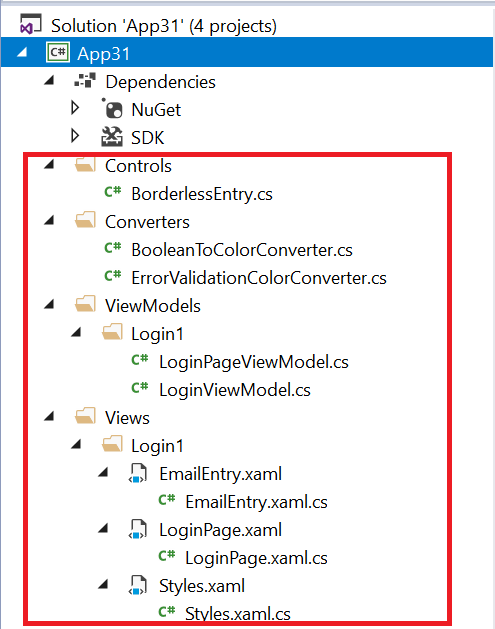 Solution 'App31' (4 projects)
C# App31
Dependencies
NuGet
SDK
Controls
C# BorderlessEntry.cs
Converters
C# BooleanToColorConverter.cs
C# ErrorValidationColorConverter.cs
ViewModels
Login1
C# LoginPageViewModel.cs
C# LoginViewModel.cs
Views
Login1
EmailEntry.xaml
C# EmailEntry.xaml.cs
LoginPage.xaml
C# LoginPage.xaml.cs
Styles.xaml
C# Styles.xaml.cs